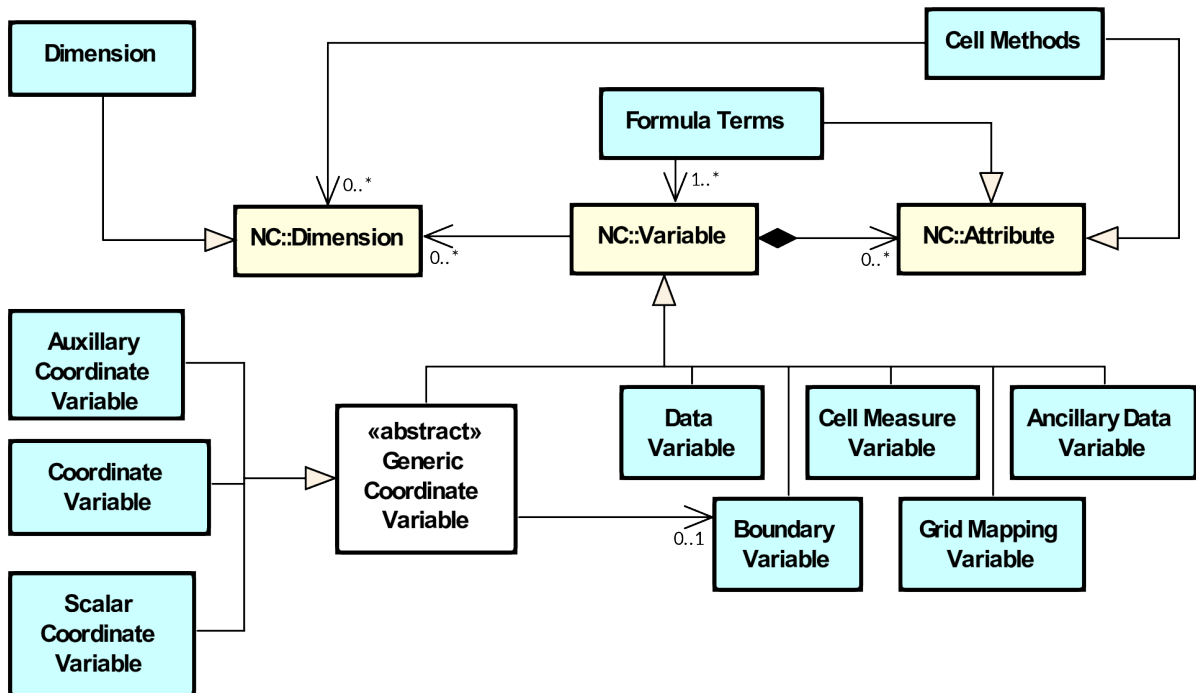 Dimension
Cell Methods
Formula Terms
0..*
1..*
NC::Dimension
NC::Variable
NC::Attribute
0..*
0..*
Auxillary
Coordinate
Variable
Coordinate
Variable
Scalar
Coordinate
Variable
«abstract»
Generic
Coordinate
Variable
Data
Variable
Cell Measure
Variable
Ancillary Data
Variable
0..1
Boundary
Variable
Grid Mapping
Variable